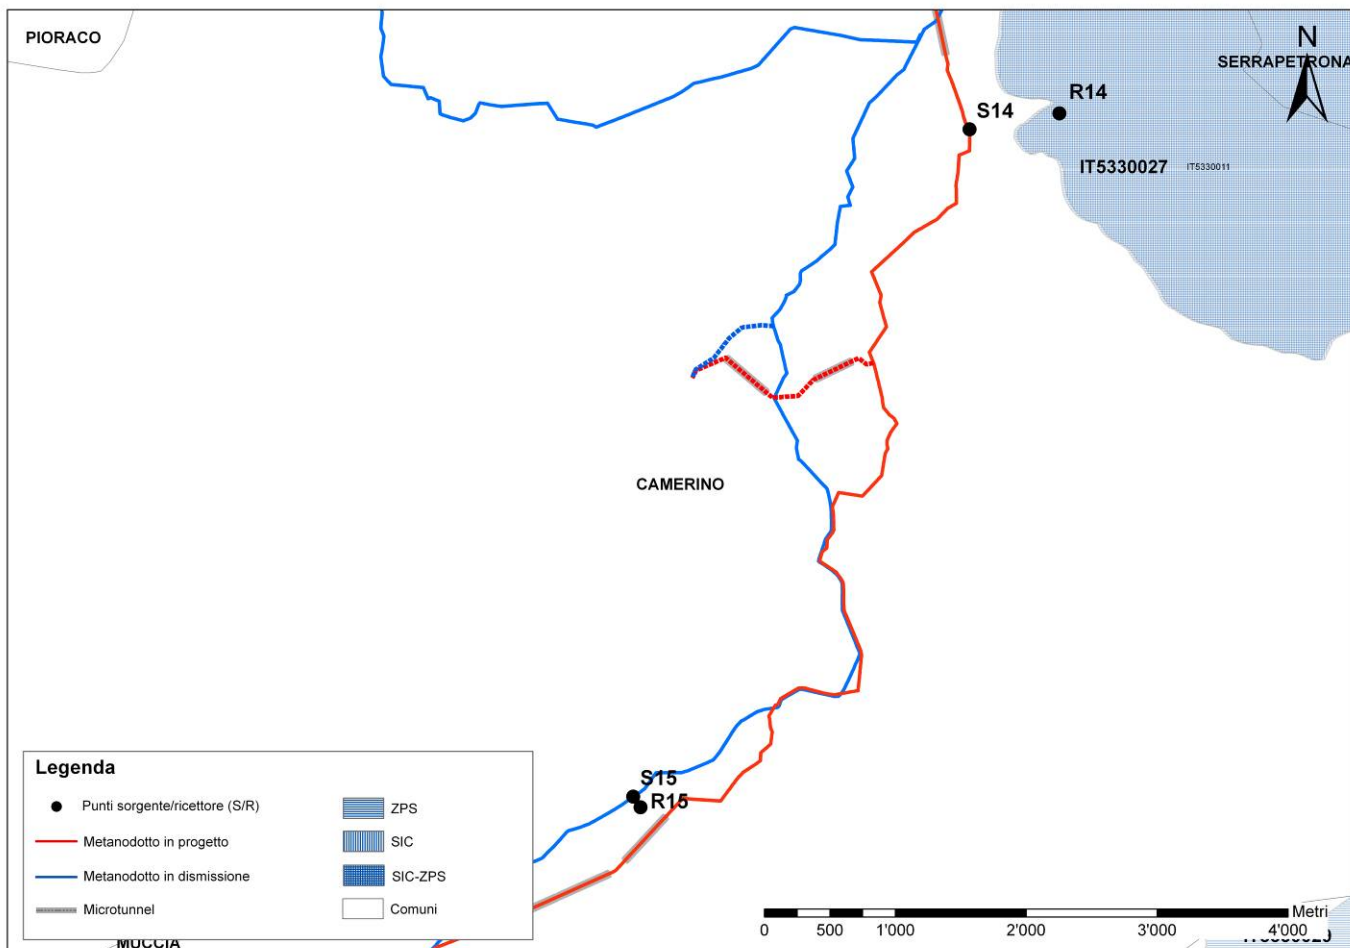 PIORACO
N
SERRAPETRONA
S14
R14
IT5330027
IT5330011
CAMERINO
S15
R15
Legenda
Punti sorgente/ricettore (S/R)
Metanodotto in progetto
Metanodotto in dismissione
Microtunnel
ZPS
SIC
SIC-ZPS
Comuni
Metri
0 500 1'000 2'000 3'000 4'000
MUCCIA